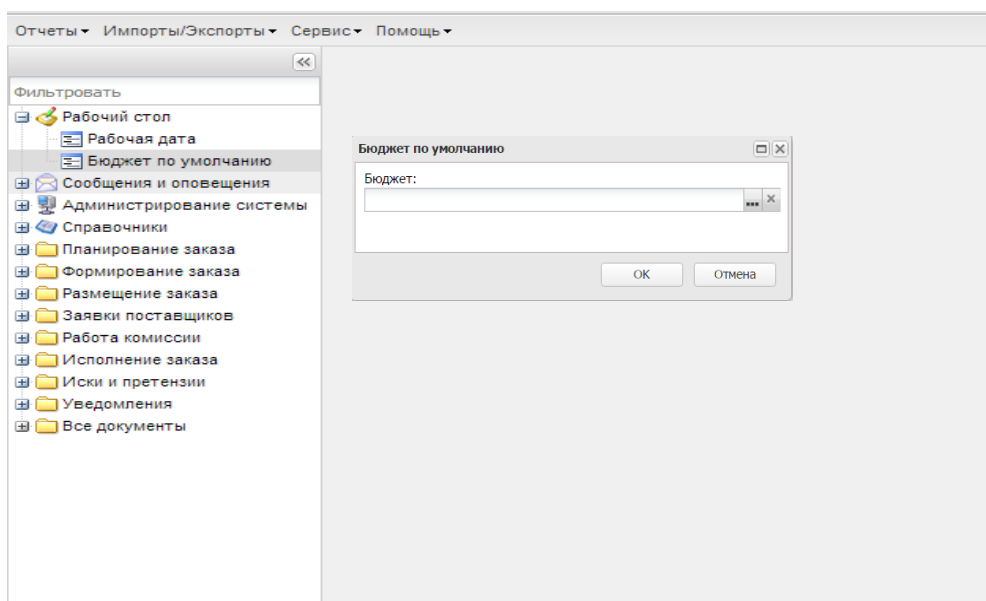 Отчеты Импорты/Экспорты Сервис Помощь
Фильтровать
Рабочий стол
Рабочая дата
Бюджет по умолчанию
Сообщения и оповещения
Администрирование системы
Справочники
Планирование заказа
Формирование заказа
Размещение заказа
Заявки поставщиков
Работа комиссии
Исполнение заказа
Иски и претензии
Уведомления
Все документы
Бюджет по умолчанию
Бюджет:
...
OK Отмена